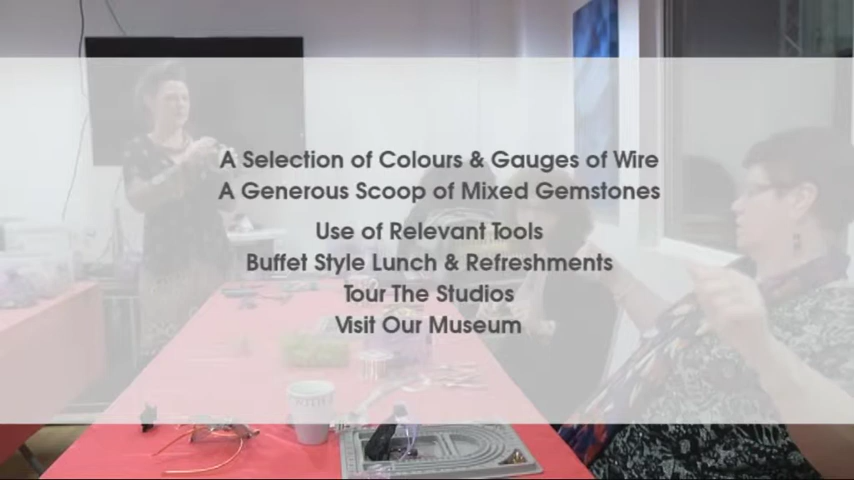 A Selection of Colours & Gauges of Wire
A Generous Scoop of Mixed Gemstones
Use of Relevant Tools
Buffet Style Lunch & Refreshments
Tour The Studios
Visit Our Museum